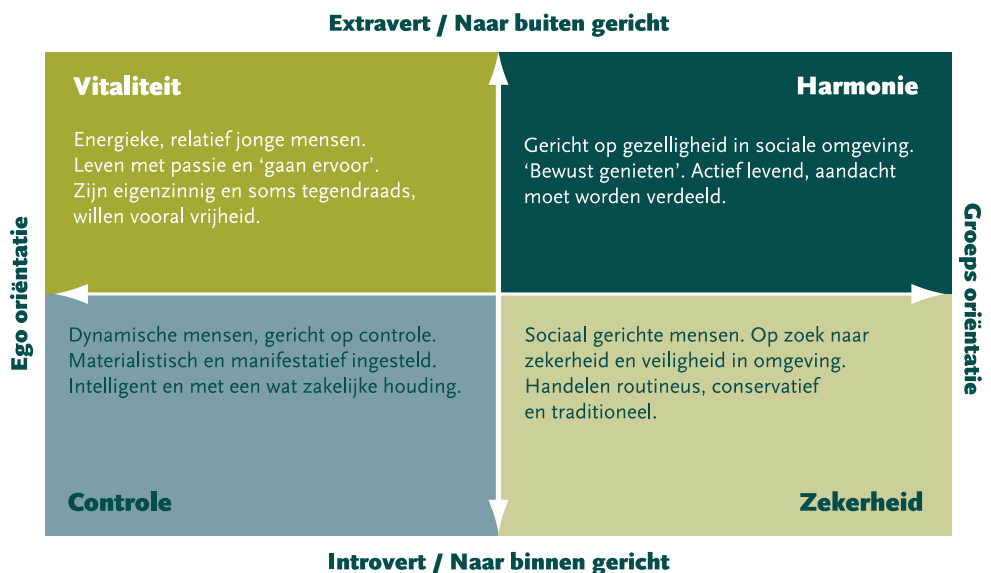 Extravert / Naar buiten gericht
Vitaliteit
Energieke, relatief jonge mensen.
Leven met passie en ‘gaan ervoor’.
Zijn eigenzinnig en soms tegendraads,
willen vooral vrijheid.
Harmonie
Gericht op gezelligheid in sociale omgeving.
‘Bewust genieten’. Actief levend, aandacht
moet worden verdeeld.
Ego oriëntatie
Groeps oriëntatie
Dynamische mensen, gericht op controle.
Materialistisch en manifestatief ingesteld.
Intelligent en met een wat zakelijke houding.
Controle
Sociaal gerichte mensen. Op zoek naar
zekerheid en veiligheid in omgeving.
Handelen routineus, conservatief
en traditioneel.
Zekerheid
Introvert / Naar binnen gericht